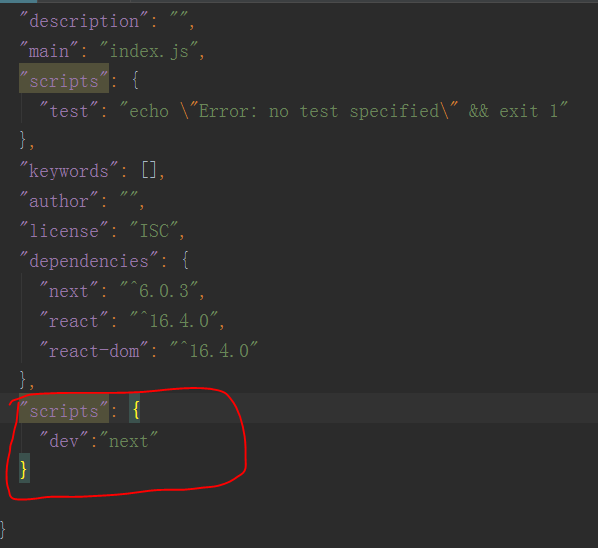 "description": "",
"main": "index.js",
"scripts": {
"test": "echo \"Error: no test specified\" && exit 1"
},
"keywords": [],
"author": "",
"license": "ISC",
"dependencies": {
"next": "^6.0.3",
"react": "^16.4.0",
"react-dom": "^16.4.0"
},
"scripts": {
"dev":"next"
}
}